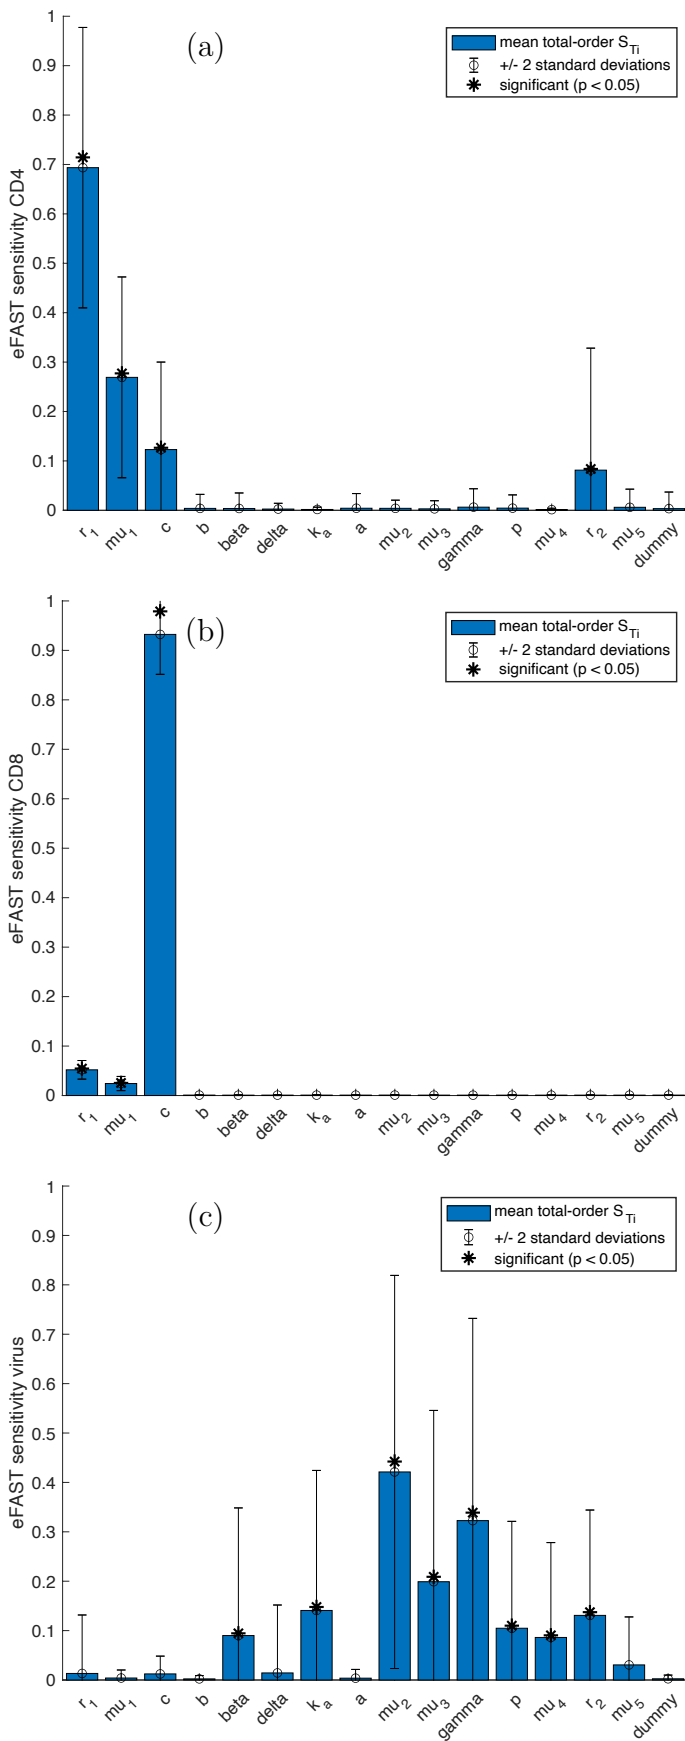 (a)
mean total-order S_Ti
+/- 2 standard deviations
significant (p < 0.05)
eFAST sensitivity CD4
1
0.9
0.8
0.7
0.6
0.5
0.4
0.3
0.2
0.1
0
r_1 mu_1 c b beta delta k_a a mu_2 mu_3 gamma p mu_4 r_2 mu_5 dummy
(b)
mean total-order S_Ti
+/- 2 standard deviations
significant (p < 0.05)
eFAST sensitivity CD8
1
0.9
0.8
0.7
0.6
0.5
0.4
0.3
0.2
0.1
0
r_1 mu_1 c b beta delta k_a a mu_2 mu_3 gamma p mu_4 r_2 mu_5 dummy
(c)
mean total-order S_Ti
+/- 2 standard deviations
significant (p < 0.05)
eFAST sensitivity virus
1
0.9
0.8
0.7
0.6
0.5
0.4
0.3
0.2
0.1
0
r_1 mu_1 c b beta delta k_a a mu_2 mu_3 gamma p mu_4 r_2 mu_5 dummy